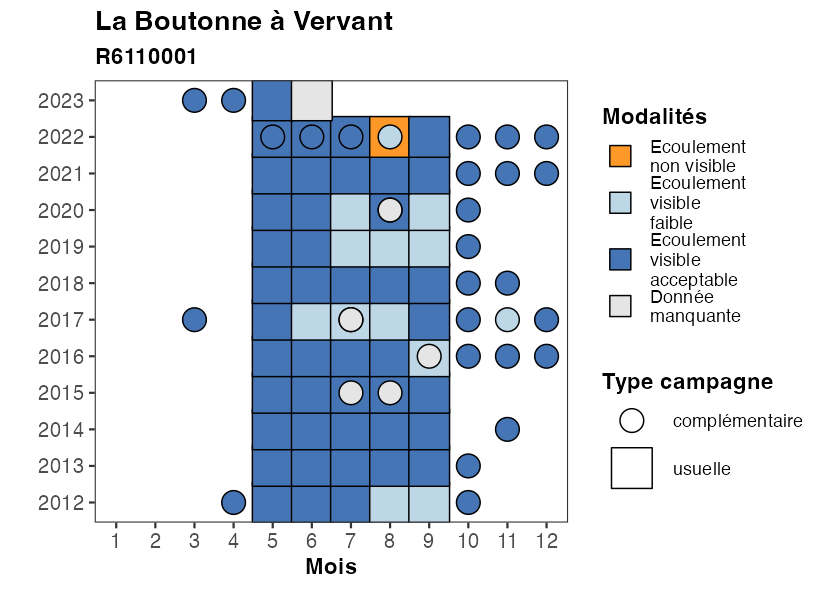 La Boutonne à Vervant
R6110001
2023
2022
2021
2020
2019
2018
2017
2016
2015
2014
2013
2012
1 2 3 4 5 6 7 8 9 10 11 12
Mois
Modalités
Ecoulement
non visible
Ecoulement
visible
faible
Ecoulement
visible
acceptable
Donnée
manquante
Type campagne
complémentaire
usuelle